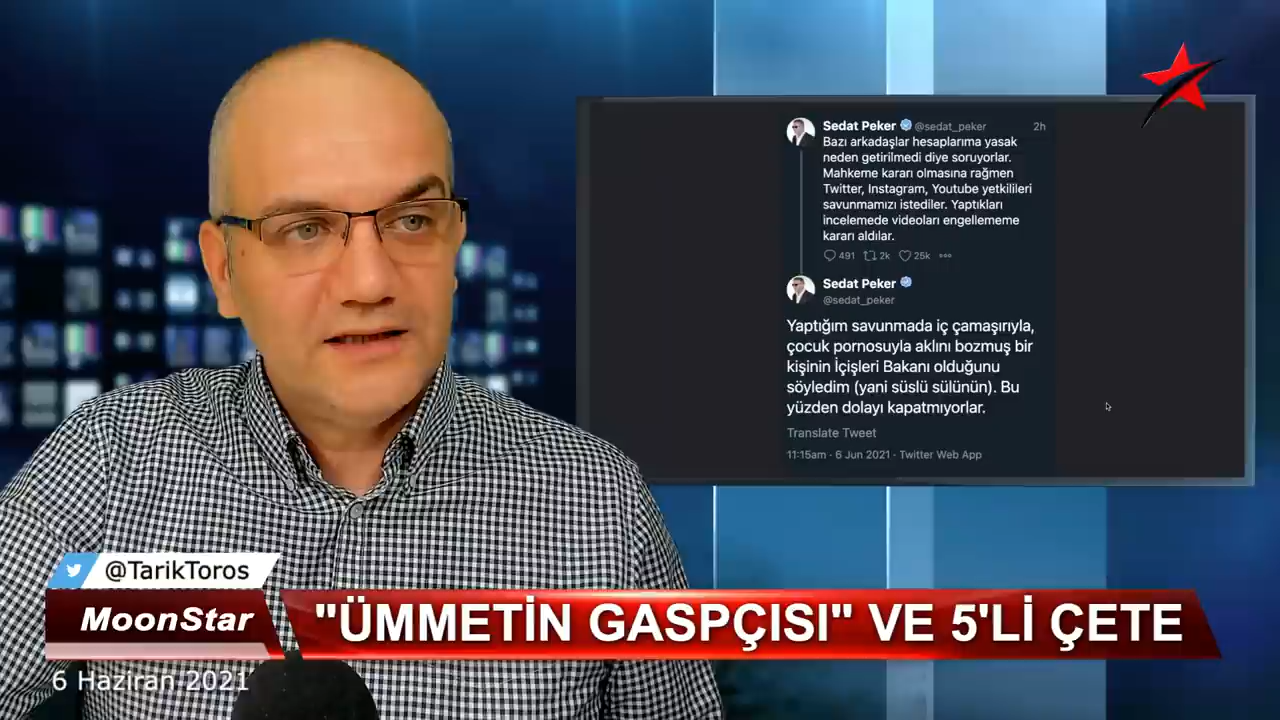 Sedat Peker @sedat_peker 2h
Bazı arkadaşlar hesaplarıma yasak
neden getirilmedi diye soruyorlar.
Mahkeme kararı olmasına rağmen
Twitter, Instagram, Youtube yetkilileri
savunmamızı istediler. Yaptıkları
incelemede videoları engellememe
kararı aldılar.
491 2k 25k
Sedat Peker
@sedat_peker
Yaptığım savunmada iç çamaşırıyla,
çocuk pornosuyla aklını bozmuş bir
kişinin İçişleri Bakanı olduğunu
söyledim (yani süslü sülünün). Bu
yüzden dolayı kapatmıyorlar.
Translate Tweet
11:15am · 6 Jun 2021 · Twitter Web App
@TarikToros
MoonStar
"ÜMMETİN GASPÇISI" VE 5'Lİ ÇETE
6 Haziran 2021